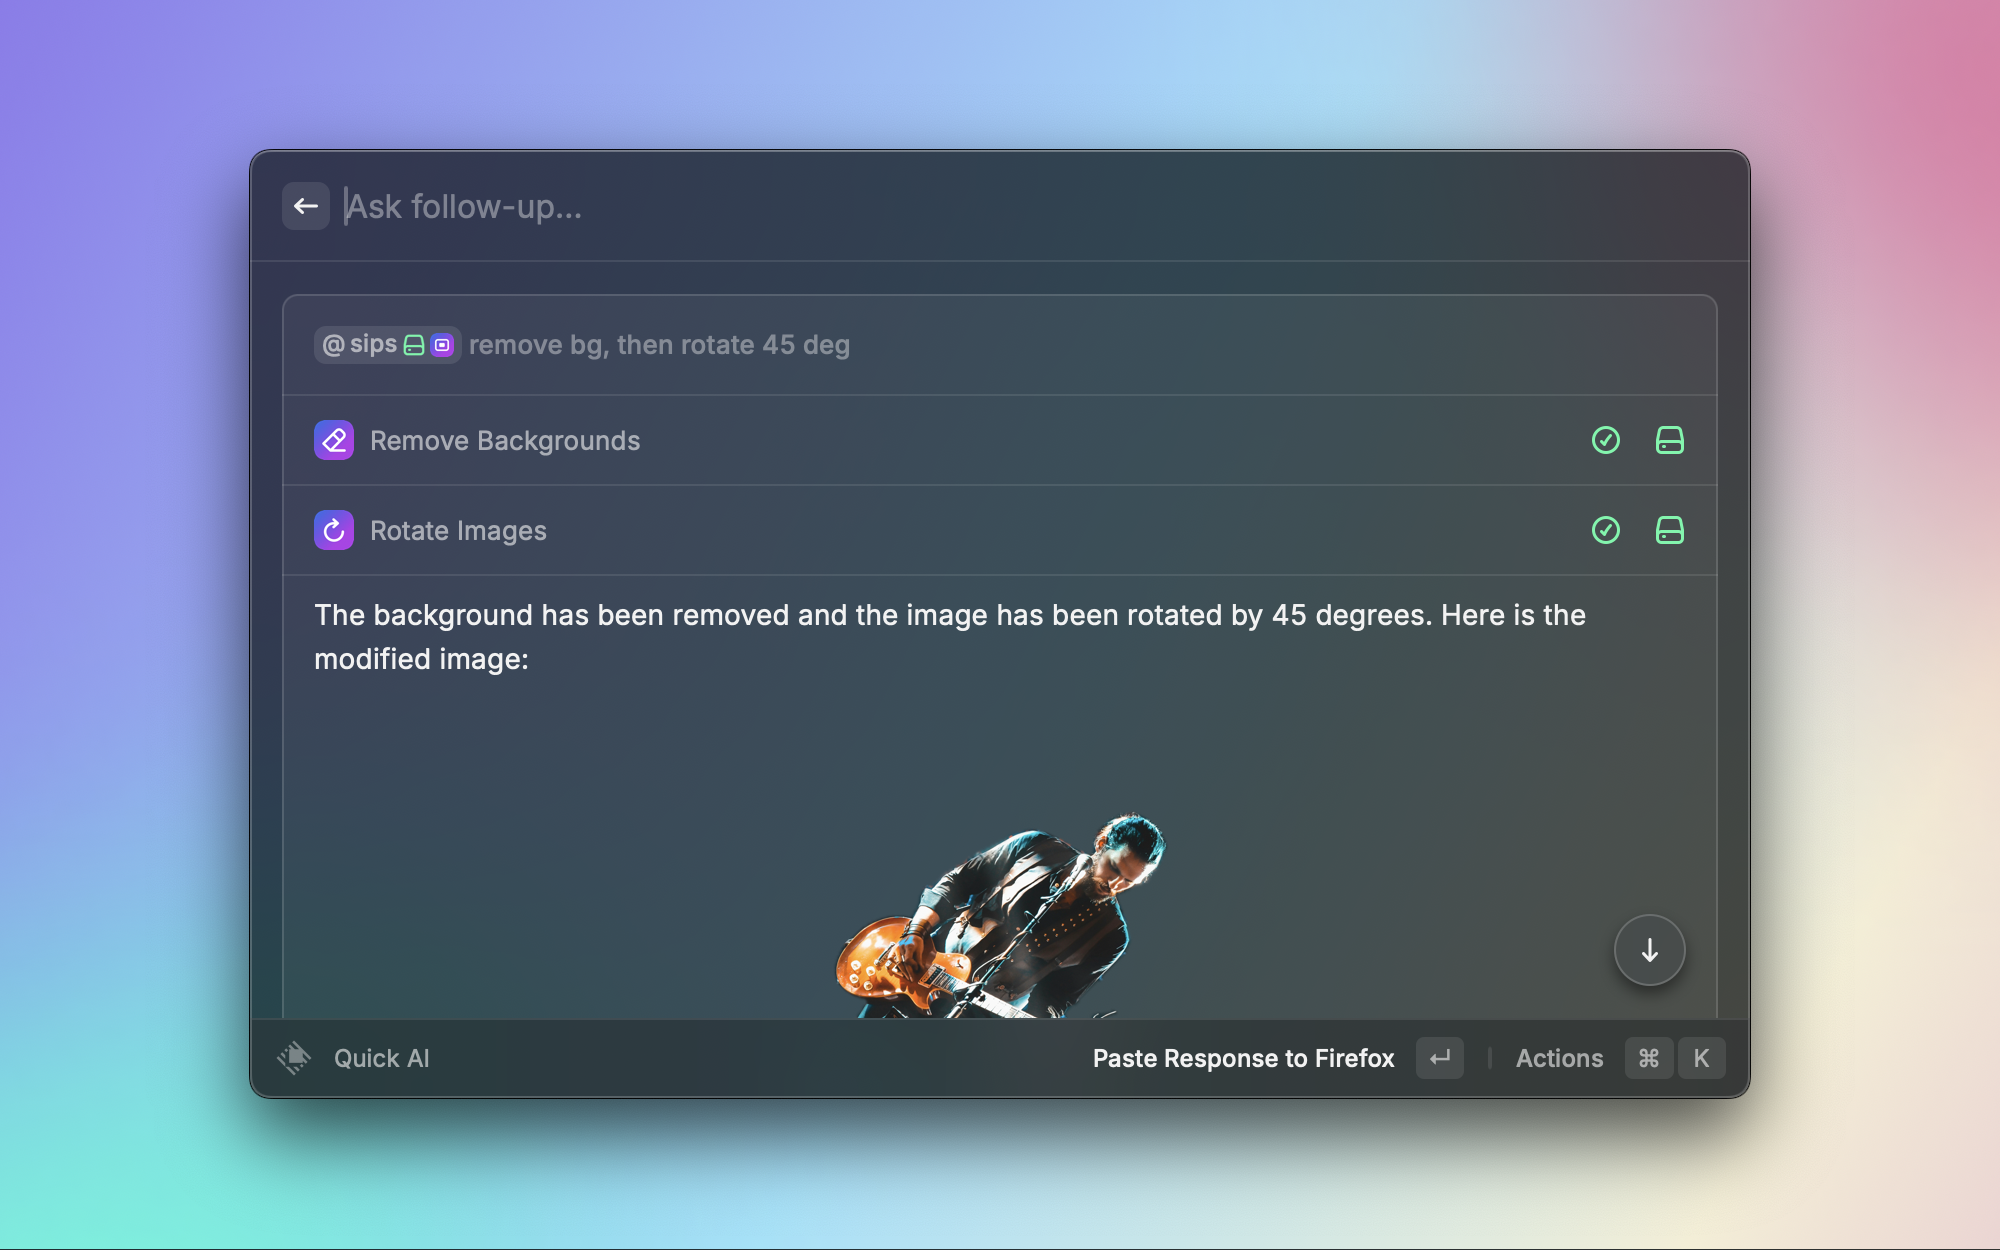 Ask follow-up...
@sips remove bg, then rotate 45 deg
Remove Backgrounds
Rotate Images
The background has been removed and the image has been rotated by 45 degrees. Here is the
modified image:
Quick AI
Paste Response to Firefox ↵ | Actions ⌘ K